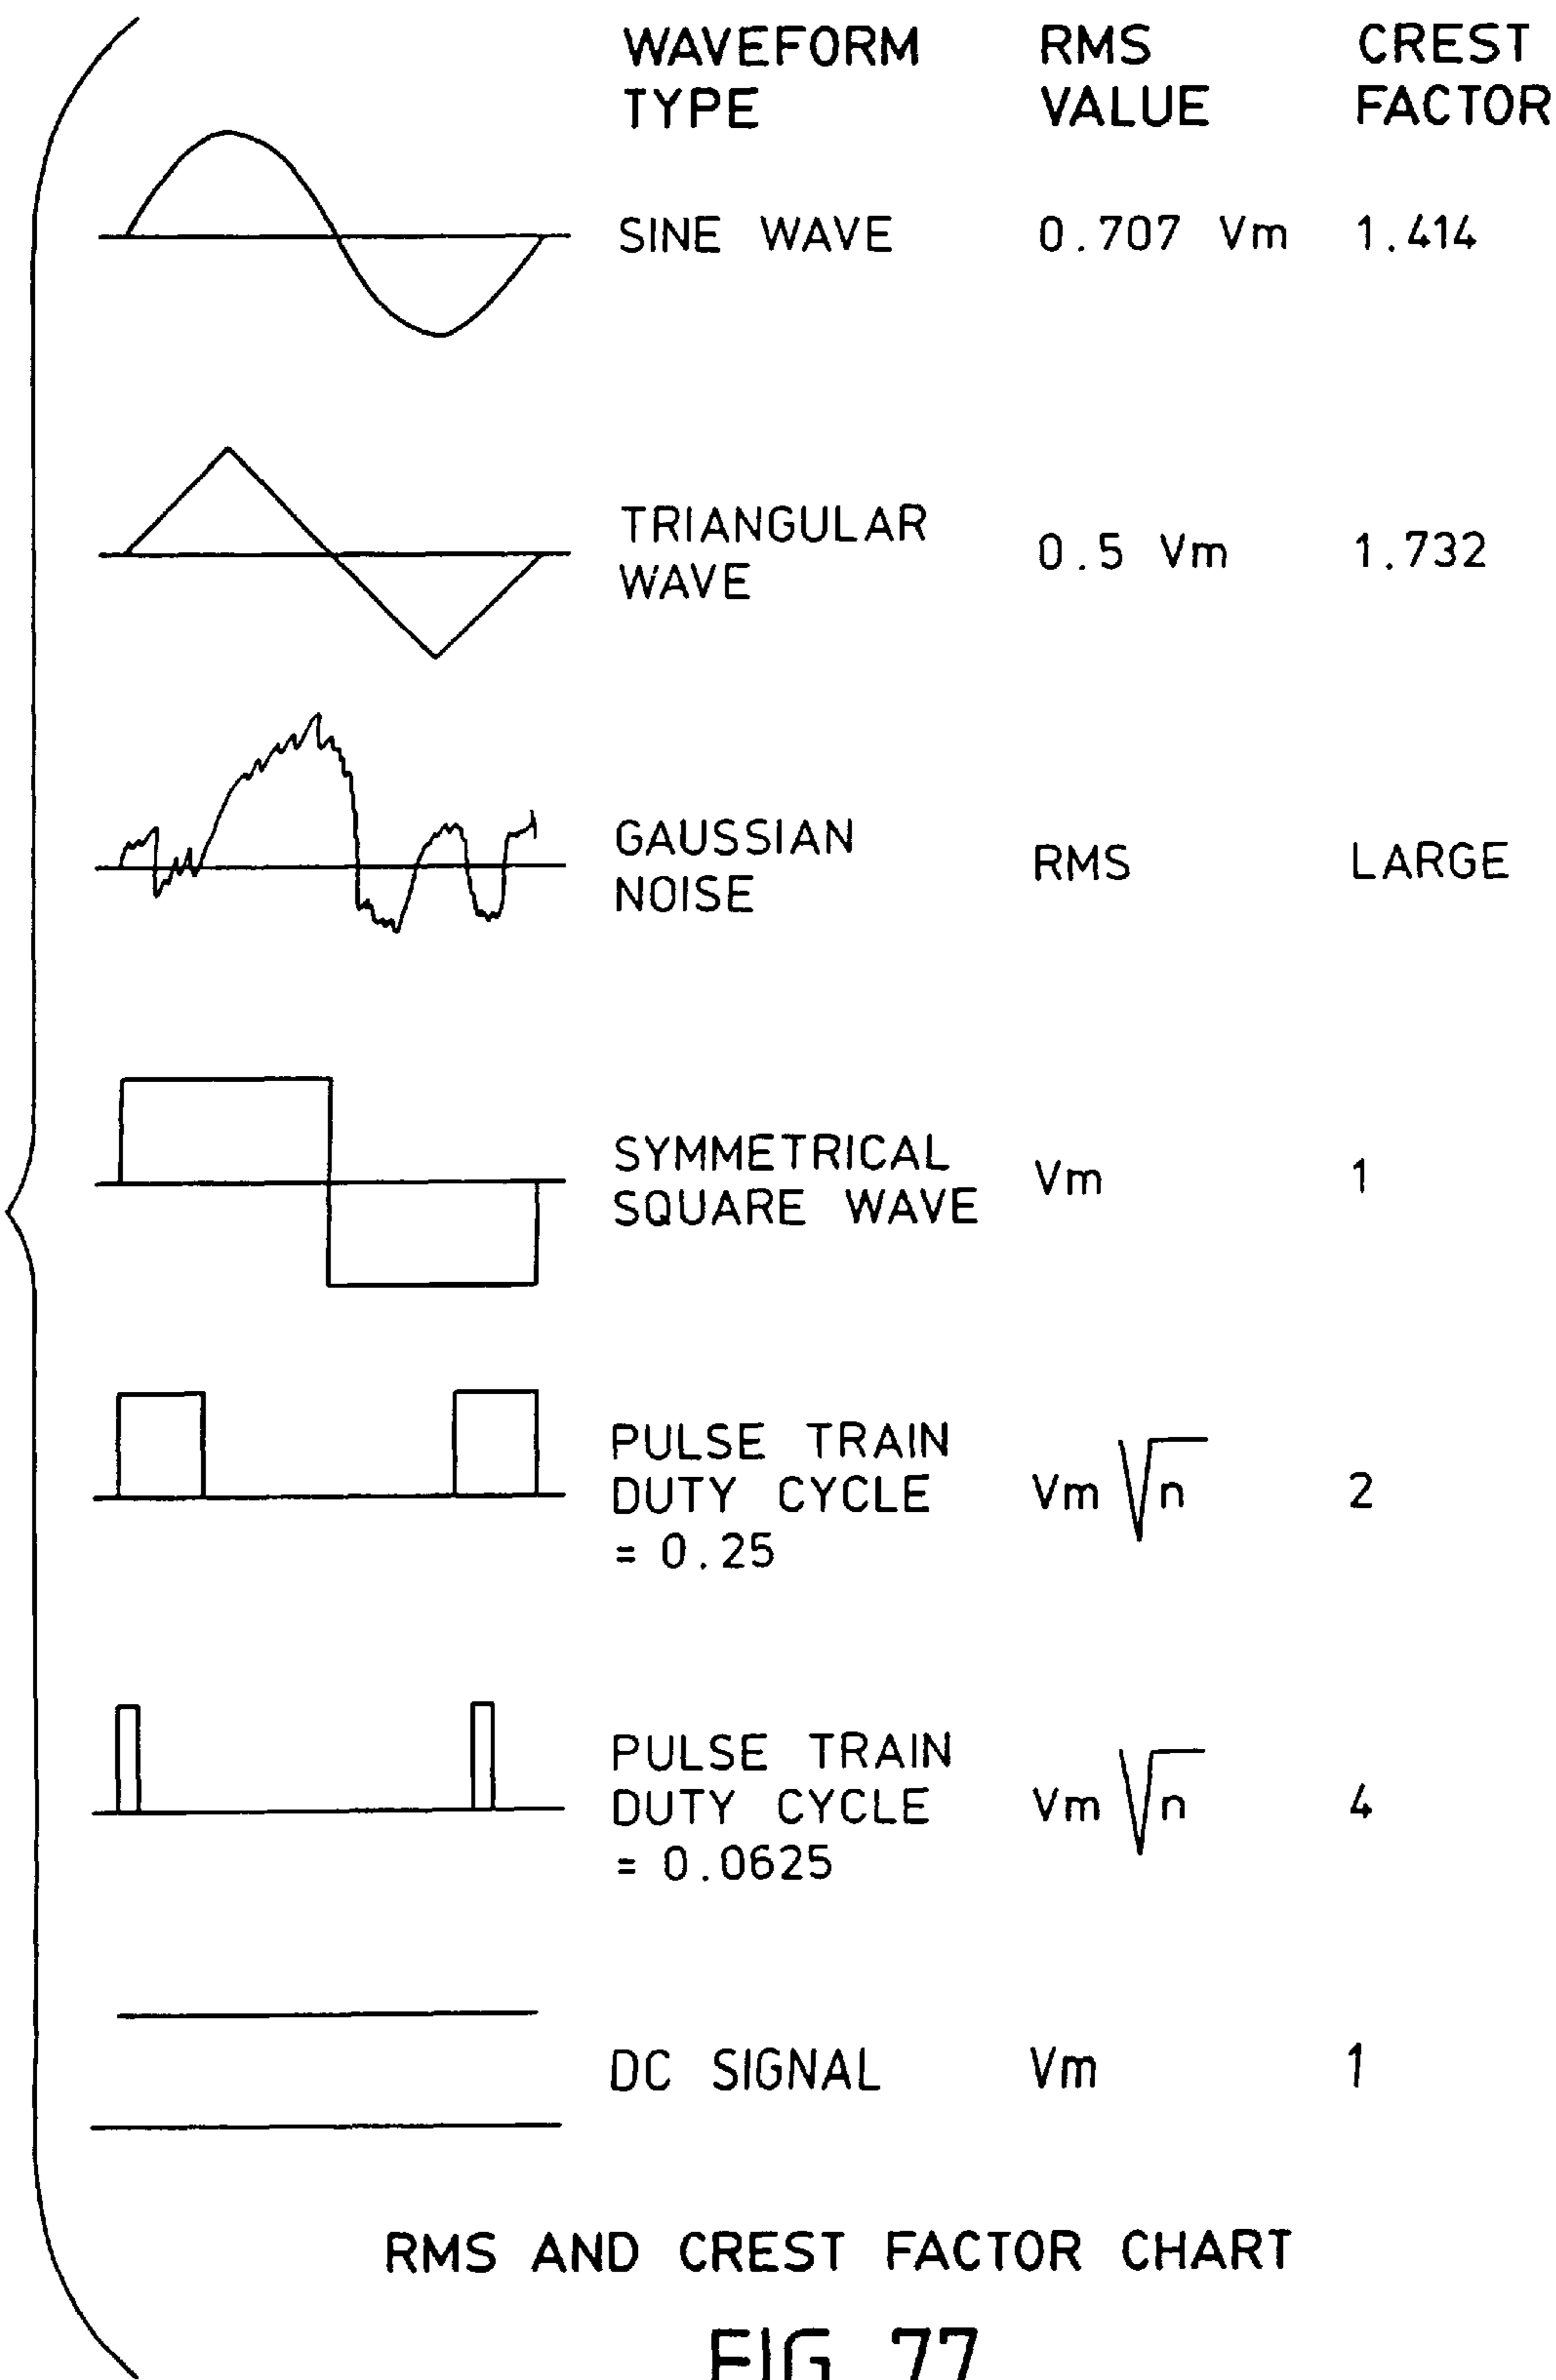 WAVEFORM TYPE RMS VALUE CREST FACTOR
SINE WAVE 0.707 Vm 1.414
TRIANGULAR WAVE 0.5 Vm 1.732
GAUSSIAN NOISE RMS LARGE
SYMMETRICAL SQUARE WAVE Vm 1
PULSE TRAIN DUTY CYCLE = 0.25 Vm √n 2
PULSE TRAIN DUTY CYCLE = 0.0625 Vm √n 4
DC SIGNAL Vm 1
RMS AND CREST FACTOR CHART
FIG. 77